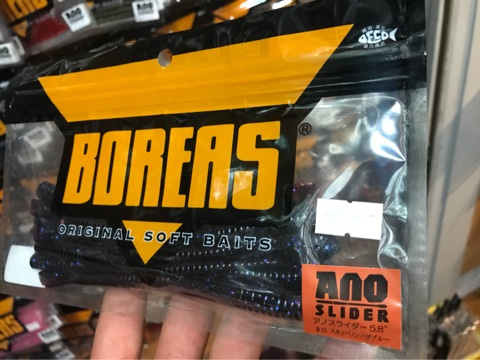 BOREAS®
ORIGINAL SOFT BAITS
ANO
SLIDER
アノスライダー 5.8"